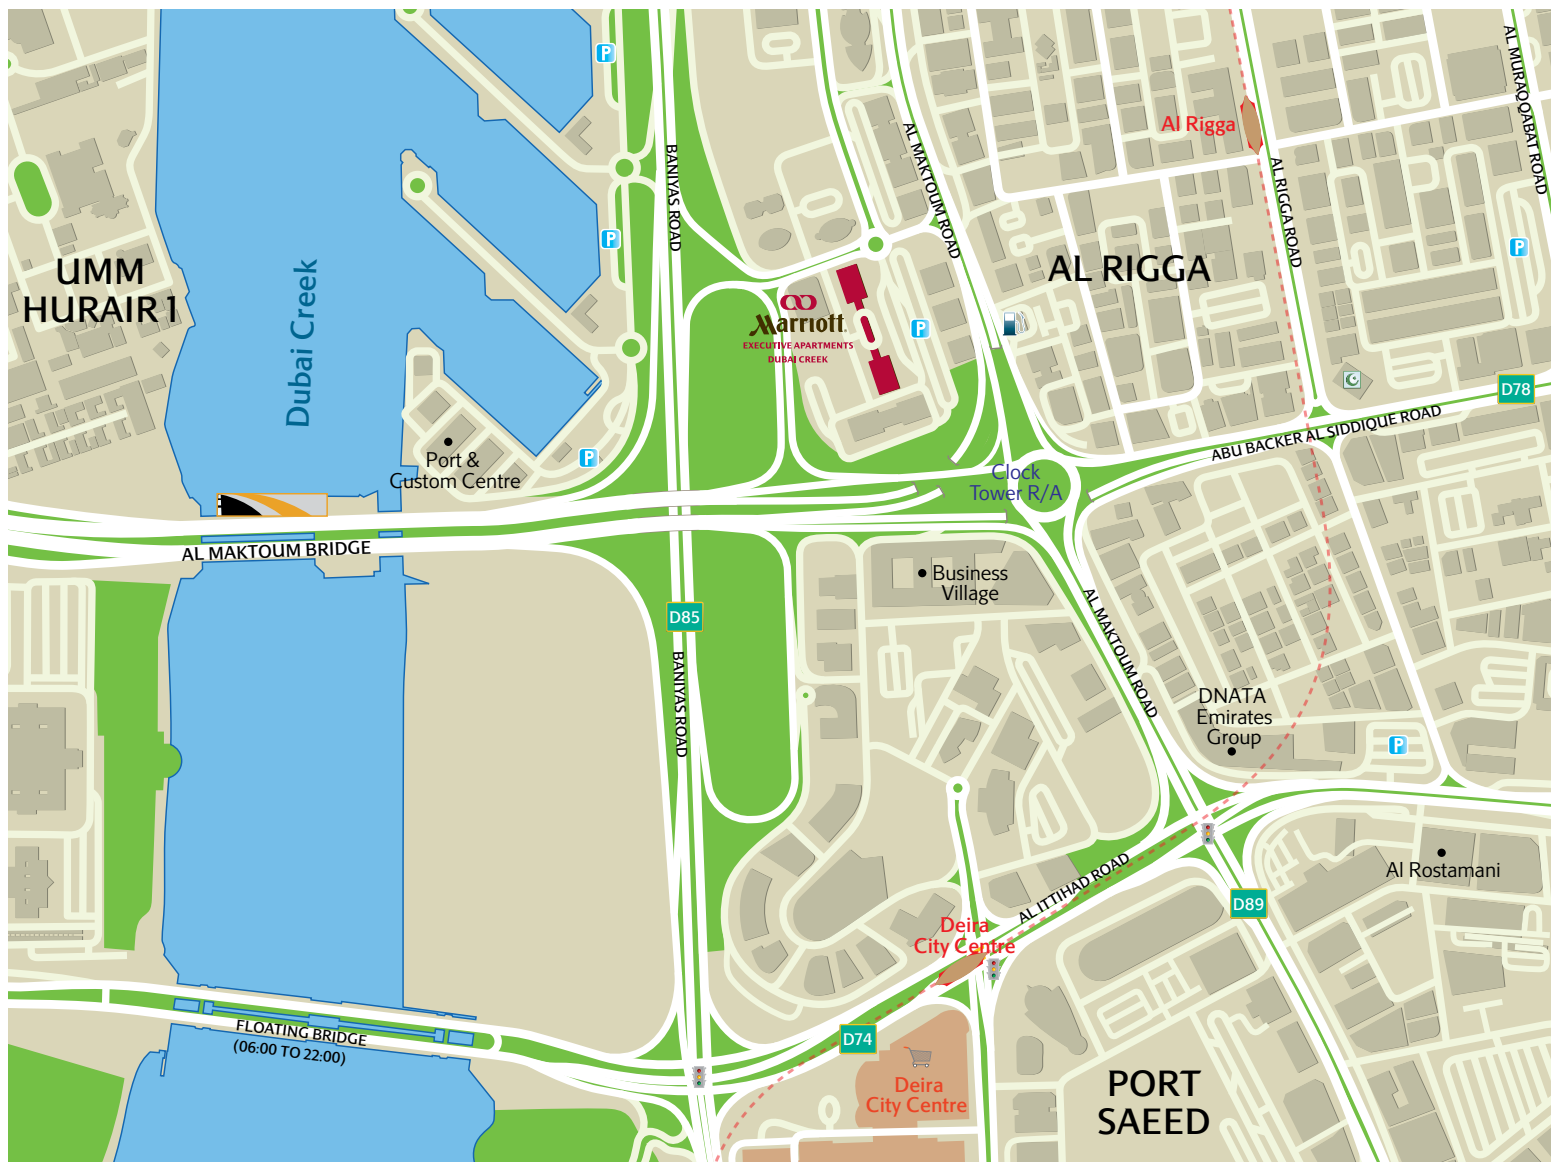 P
AL MURAQQABAT ROAD
Al Rigga
AL MAKTOUM ROAD
BANIYAS ROAD
AL RIGGA ROAD
P
P
UMM
HURAIR 1
Dubai Creek
AL RIGGA
Marriott
EXECUTIVE APARTMENTS
DUBAI CREEK
P
D78
ABU BACKER AL SIDDIQUE ROAD
Port &
Custom Centre
P
Clock
Tower R/A
AL MAKTOUM BRIDGE
Business
Village
D85
AL MAKTOUM ROAD
BANIYAS ROAD
DNATA
Emirates
Group
P
Al Rostamani
AL ITTIHAD ROAD
D89
Deira
City Centre
FLOATING BRIDGE
(06:00 TO 22:00)
D74
Deira
City Centre
PORT
SAEED